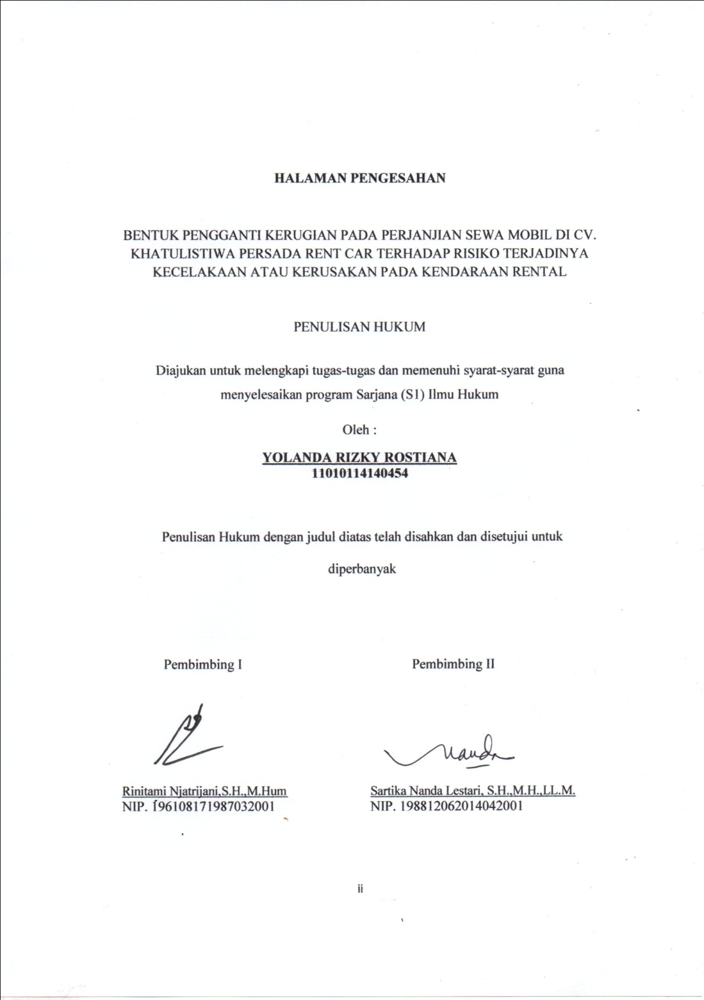 HALAMAN PENGESAHAN
BENTUK PENGGANTI KERUGIAN PADA PERJANJIAN SEWA MOBIL DI CV.
KHATULISTIWA PERSADA RENT CAR TERHADAP RISIKO TERJADINYA
KECELAKAAN ATAU KERUSAKAN PADA KENDARAAN RENTAL
PENULISAN HUKUM
Diajukan untuk melengkapi tugas-tugas dan memenuhi syarat-syarat guna
menyelesaikan program Sarjana (S1) Ilmu Hukum
Oleh :
YOLANDA RIZKY ROSTIANA
11010114140454
Penulisan Hukum dengan judul diatas telah disahkan dan disetujui untuk
diperbanyak
Pembimbing I
Pembimbing II
Nanda
Rinitami Njatrijani,S.H.,M.Hum
NIP. 196108171987032001
Sartika Nanda Lestari, S.H.,M.H.,LL.M.
NIP. 198812062014042001
ii